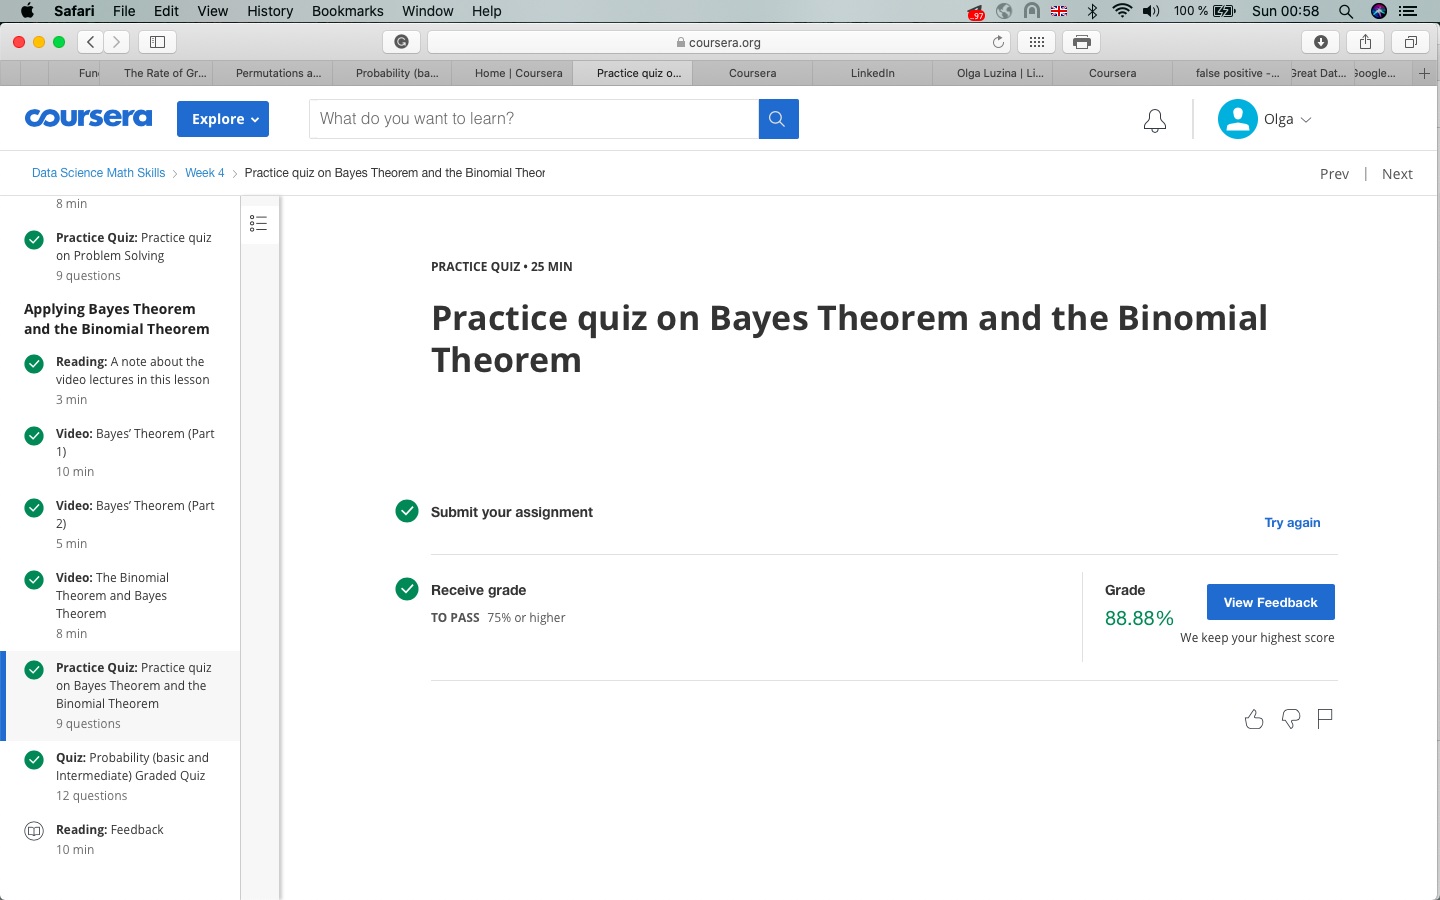 Safari File Edit View History Bookmarks Window Help
.97
100 % Sun 00:58
coursera.org
The Rate of Gr...
Permutations a...
Probability (ba...
Home | Coursera
Practice quiz o...
Coursera
LinkedIn
Olga Luzina | Li...
Coursera
false positive -...
Great Dat...
Google...
coursera
Explore
What do you want to learn?
Olga
Data Science Math Skills > Week 4 > Practice quiz on Bayes Theorem and the Binomial Theor
Prev | Next
8 min
Practice Quiz: Practice quiz
on Problem Solving
9 questions
Applying Bayes Theorem
and the Binomial Theorem
Reading: A note about the
video lectures in this lesson
3 min
Video: Bayes’ Theorem (Part
1)
10 min
Video: Bayes’ Theorem (Part
2)
5 min
Video: The Binomial
Theorem and Bayes
Theorem
8 min
Practice Quiz: Practice quiz
on Bayes Theorem and the
Binomial Theorem
9 questions
Quiz: Probability (basic and
Intermediate) Graded Quiz
12 questions
Reading: Feedback
10 min
PRACTICE QUIZ • 25 MIN
Practice quiz on Bayes Theorem and the Binomial
Theorem
Submit your assignment
Try again
Receive grade
TO PASS 75% or higher
Grade
88.88%
View Feedback
We keep your highest score